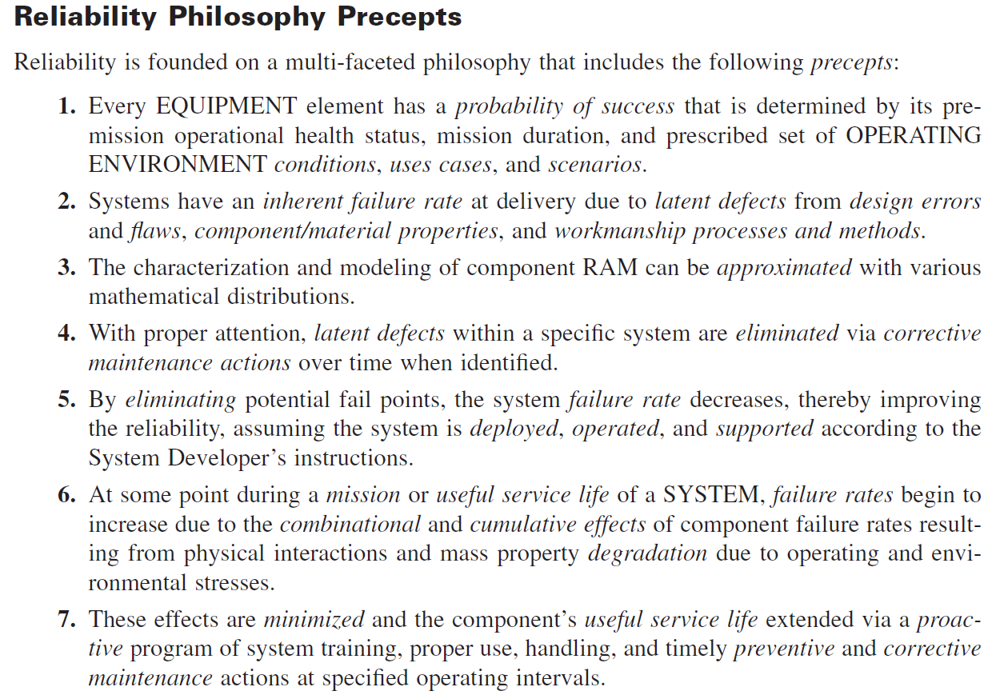 Reliability Philosophy Precepts
Reliability is founded on a multi-faceted philosophy that includes the following precepts:
1. Every EQUIPMENT element has a probability of success that is determined by its pre-
mission operational health status, mission duration, and prescribed set of OPERATING
ENVIRONMENT conditions, uses cases, and scenarios.
2. Systems have an inherent failure rate at delivery due to latent defects from design errors
and flaws, component/material properties, and workmanship processes and methods.
3. The characterization and modeling of component RAM can be approximated with various
mathematical distributions.
4. With proper attention, latent defects within a specific system are eliminated via corrective
maintenance actions over time when identified.
5. By eliminating potential fail points, the system failure rate decreases, thereby improving
the reliability, assuming the system is deployed, operated, and supported according to the
System Developer’s instructions.
6. At some point during a mission or useful service life of a SYSTEM, failure rates begin to
increase due to the combinational and cumulative effects of component failure rates result-
ing from physical interactions and mass property degradation due to operating and envi-
ronmental stresses.
7. These effects are minimized and the component’s useful service life extended via a proac-
tive program of system training, proper use, handling, and timely preventive and corrective
maintenance actions at specified operating intervals.